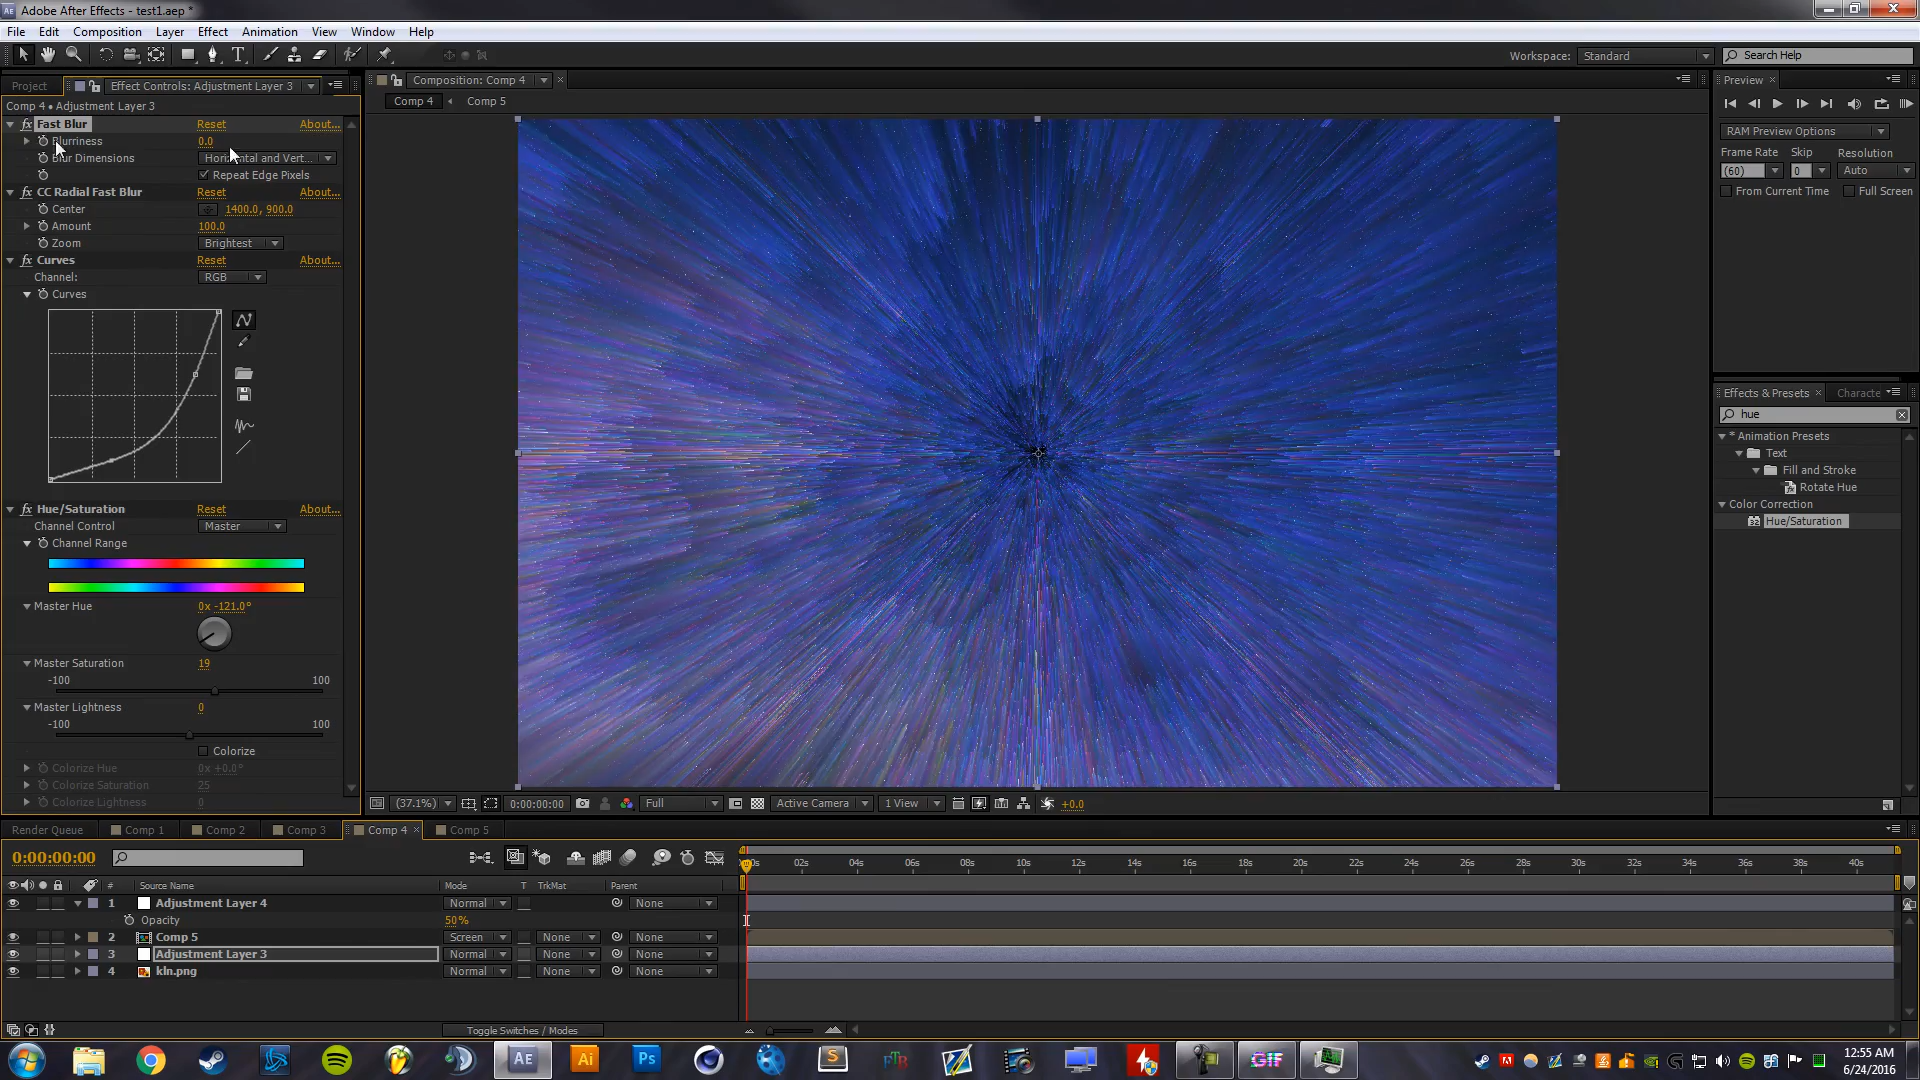 Adobe After Effects - test1.aep *
File Edit Composition Layer Effect Animation View Window Help
Workspace: Standard Search Help
Project Effect Controls: Adjustment Layer 3
Comp 4 • Adjustment Layer 3
fx Fast Blur Reset About...
Blurriness 0.0
Blur Dimensions Horizontal and Vert...
Repeat Edge Pixels
fx CC Radial Fast Blur Reset About...
Center 1400.0, 900.0
Amount 100.0
Zoom Brightest
fx Curves Reset About...
Channel: RGB
Curves
fx Hue/Saturation Reset About...
Channel Control Master
Channel Range
Master Hue 0x -121.0°
Master Saturation 19
-100 100
Master Lightness 0
-100 100
Colorize
Colorize Hue 0x +0.0°
Colorize Saturation 25
Colorize Lightness 0
Composition: Comp 4
Comp 4 Comp 5
(37.1%) 0:00:00:00 Full Active Camera 1 View +0.0
Preview
RAM Preview Options
Frame Rate Skip Resolution
(60) 0 Auto
From Current Time Full Screen
Effects & Presets Characte
hue
* Animation Presets
Text
Fill and Stroke
Rotate Hue
Color Correction
32 Hue/Saturation
Render Queue Comp 1 Comp 2 Comp 3 Comp 4 Comp 5
0:00:00:00
02s 04s 06s 08s 10s 12s 14s 16s 18s 20s 22s 24s 26s 28s 30s 32s 34s 36s 38s 40s
# Source Name Mode T TrkMat Parent
1 Adjustment Layer 4 Normal None
Opacity 50%
2 Comp 5 Screen None None
3 Adjustment Layer 3 Normal None None
4 kln.png Normal None None
Toggle Switches / Modes
AE Ai Ps S GIF
12:55 AM
6/24/2016